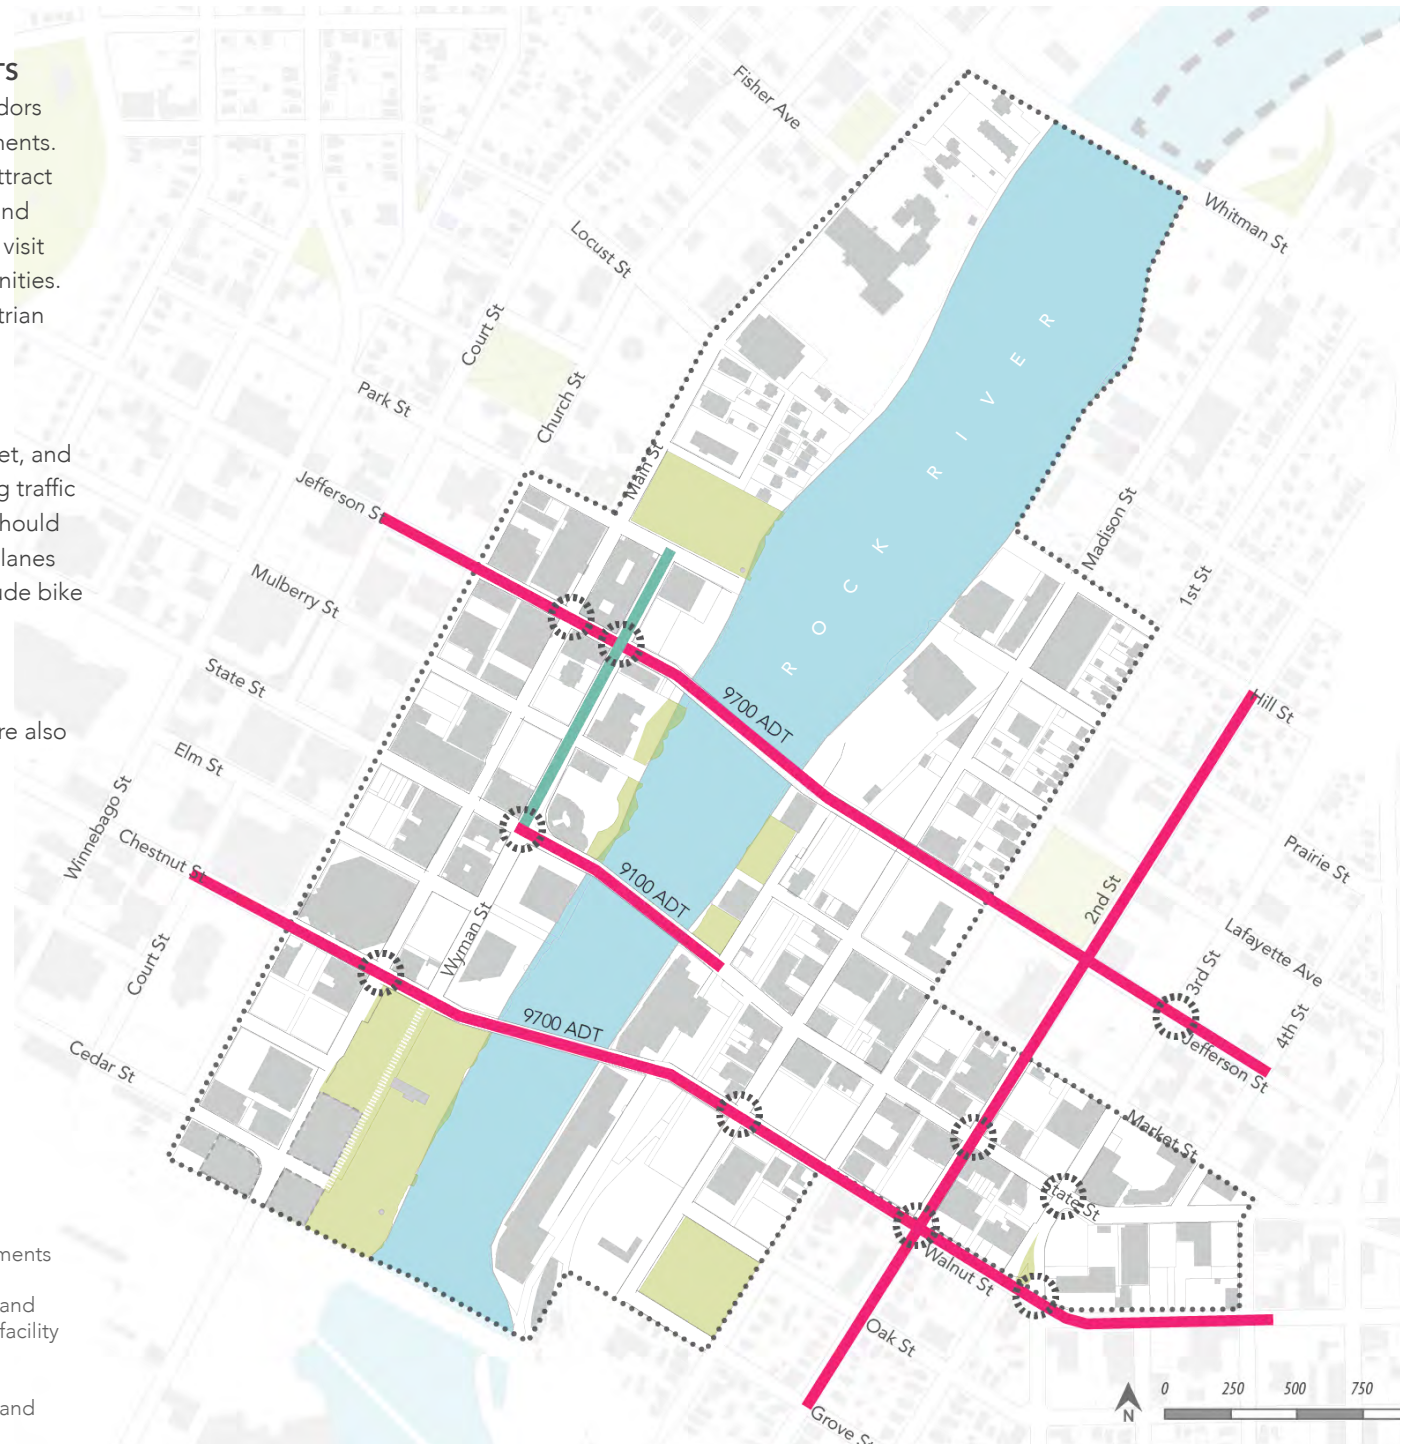 TS
dors
nents.
ttract
nd
visit
nities.
trian
et, and
g traffic
hould
lanes
ude bike
re also
ments
and
facility
and
Fisher Ave
Whitman St
Locust St
Court St
Park St
Church St
Main St
Jefferson St
Mulberry St
State St
Elm St
Winnebago St
Chestnut St
Court St
Wyman St
Cedar St
ROCK RIVER
Madison St
1st St
Hill St
9700 ADT
9100 ADT
9700 ADT
2nd St
Prairie St
Lafayette Ave
3rd St
4th St
Jefferson St
Market St
State St
Walnut St
Oak St
Grove St
N
0 250 500 750